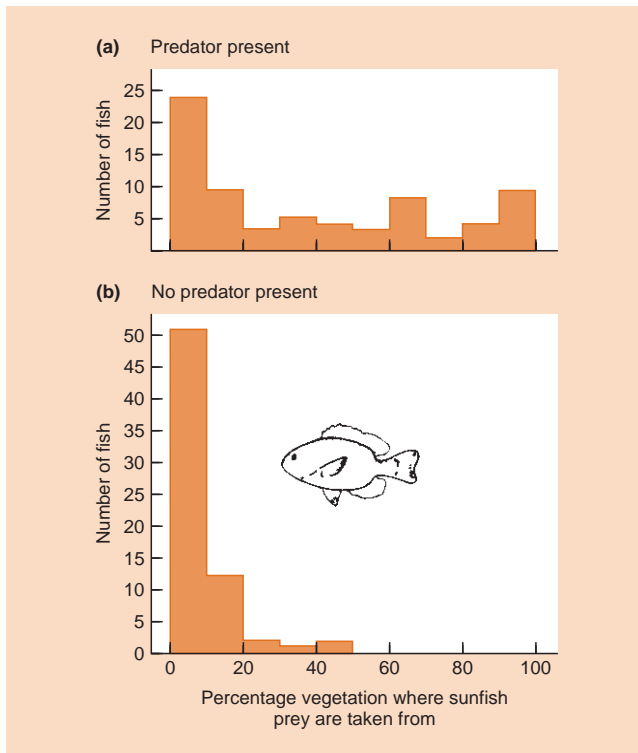 (a) Predator present
Number of fish
25
20
15
10
5
(b) No predator present
Number of fish
50
45
40
35
30
25
20
15
10
5
0
0 20 40 60 80 100
Percentage vegetation where sunfish
prey are taken from